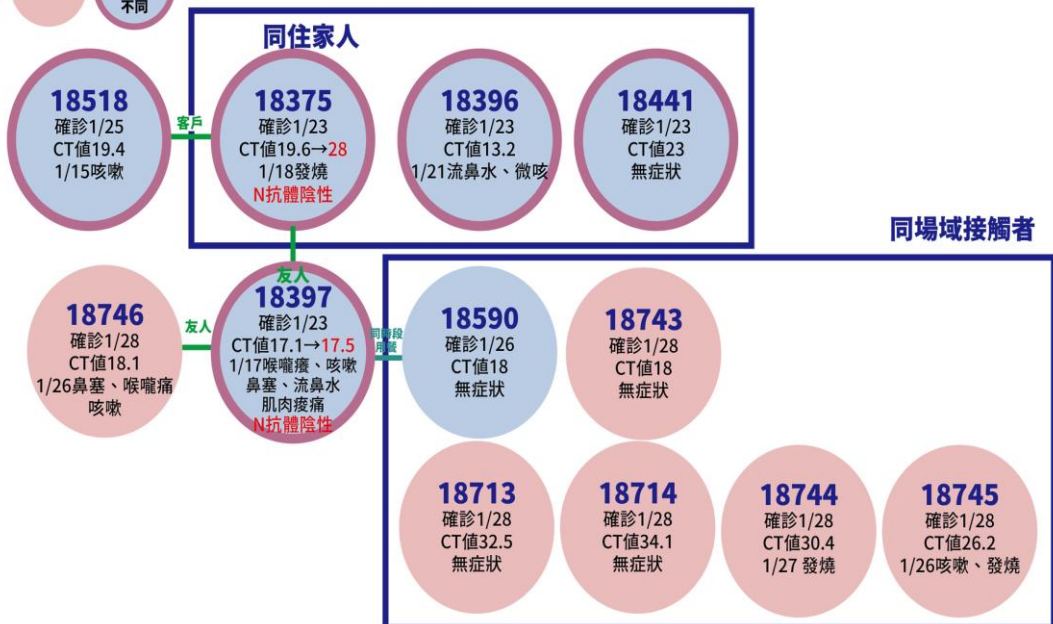 不同
同住家人
18518
確診1/25
CT值19.4
1/15咳嗽
客戶
18375
確診1/23
CT值19.6→28
1/18發燒
N抗體陰性
18396
確診1/23
CT值13.2
1/21流鼻水、微咳
18441
確診1/23
CT值23
無症狀
同場域接觸者
18746
確診1/28
CT值18.1
1/26鼻塞、喉嚨痛
咳嗽
友人
友人
18397
確診1/23
CT值17.1→17.5
1/17喉嚨癢、咳嗽
鼻塞、流鼻水
肌肉痠痛
N抗體陰性
同時段
用餐
18590
確診1/26
CT值18
無症狀
18743
確診1/28
CT值18
無症狀
18713
確診1/28
CT值32.5
無症狀
18714
確診1/28
CT值34.1
無症狀
18744
確診1/28
CT值30.4
1/27 發燒
18745
確診1/28
CT值26.2
1/26咳嗽、發燒